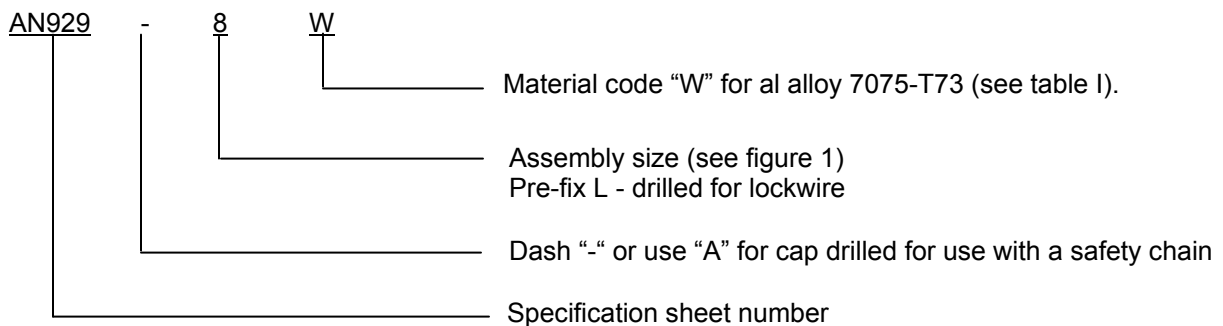 AN929 - 8 W
Material code “W” for al alloy 7075-T73 (see table I).
Assembly size (see figure 1)
Pre-fix L - drilled for lockwire
Dash “-“ or use “A” for cap drilled for use with a safety chain
Specification sheet number